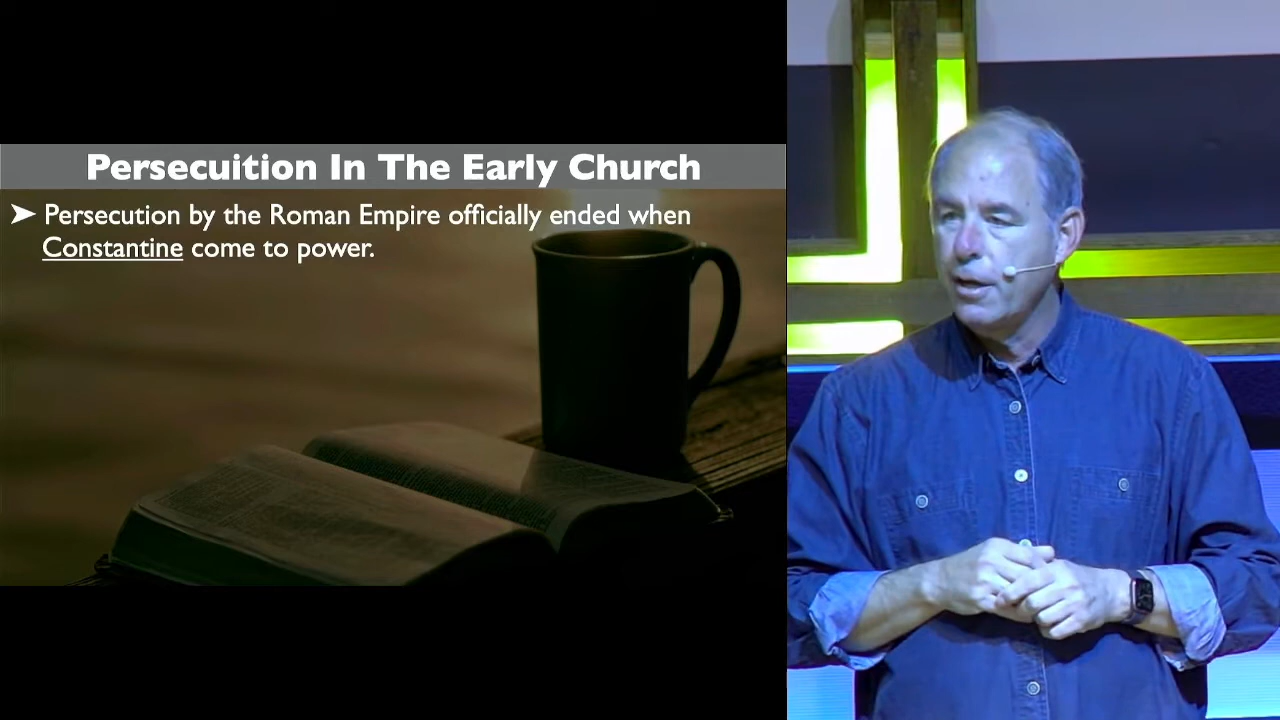 Persecuition In The Early Church
➤ Persecution by the Roman Empire officially ended when
Constantine come to power.